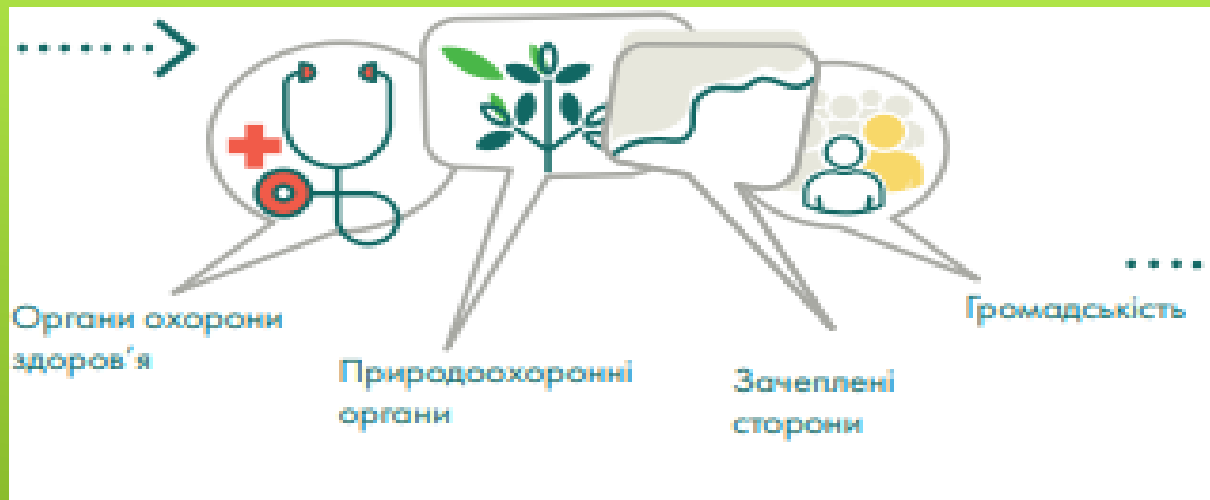 Органи охорони
здоров'я
Природоохоронні
органи
Зачеплені
сторони
Громадськість